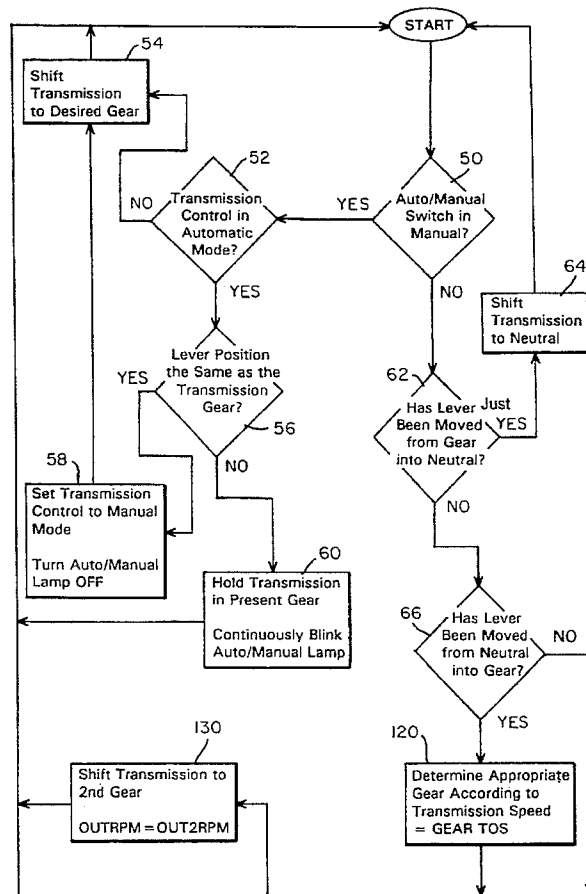 START
54
Shift
Transmission
to Desired Gear
52
Transmission
Control in
Automatic
Mode?
NO
YES
50
Auto/Manual
Switch in
Manual?
YES
NO
64
Shift
Transmission
to Neutral
Lever Position
the Same as the
Transmission
Gear?
YES
56
NO
62
Has Lever Just
Been Moved
from Gear
into Neutral?
YES
NO
58
Set Transmission
Control to Manual
Mode
Turn Auto/Manual
Lamp OFF
60
Hold Transmission
in Present Gear
Continuously Blink
Auto/Manual Lamp
66
Has Lever
Been Moved
from Neutral
into Gear?
NO
YES
130
Shift Transmission to
2nd Gear
OUTRPM = OUT2RPM
120
Determine Appropriate
Gear According to
Transmission Speed
= GEAR TOS